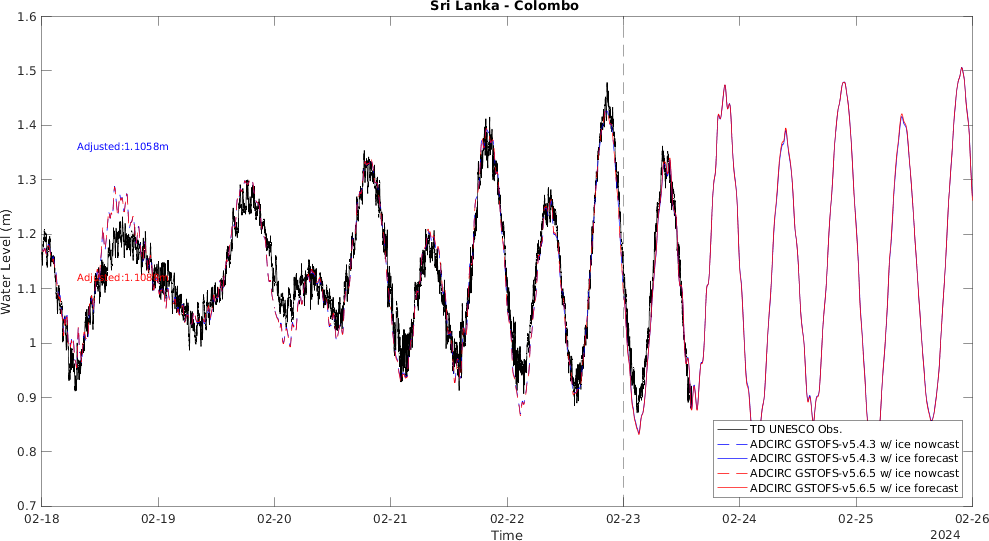 Sri Lanka - Colombo
1.6
1.5
1.4
1.3
1.2
1.1
1
0.9
0.8
0.7
Water Level (m)
Adjusted:1.1058m
Adjusted:1.108
TD UNESCO Obs.
ADCIRC GSTOFS-v5.4.3 w/ ice nowcast
ADCIRC GSTOFS-v5.4.3 w/ ice forecast
ADCIRC GSTOFS-v5.6.5 w/ ice nowcast
ADCIRC GSTOFS-v5.6.5 w/ ice forecast
02-18 02-19 02-20 02-21 02-22 02-23 02-24 02-25 02-26
Time
2024